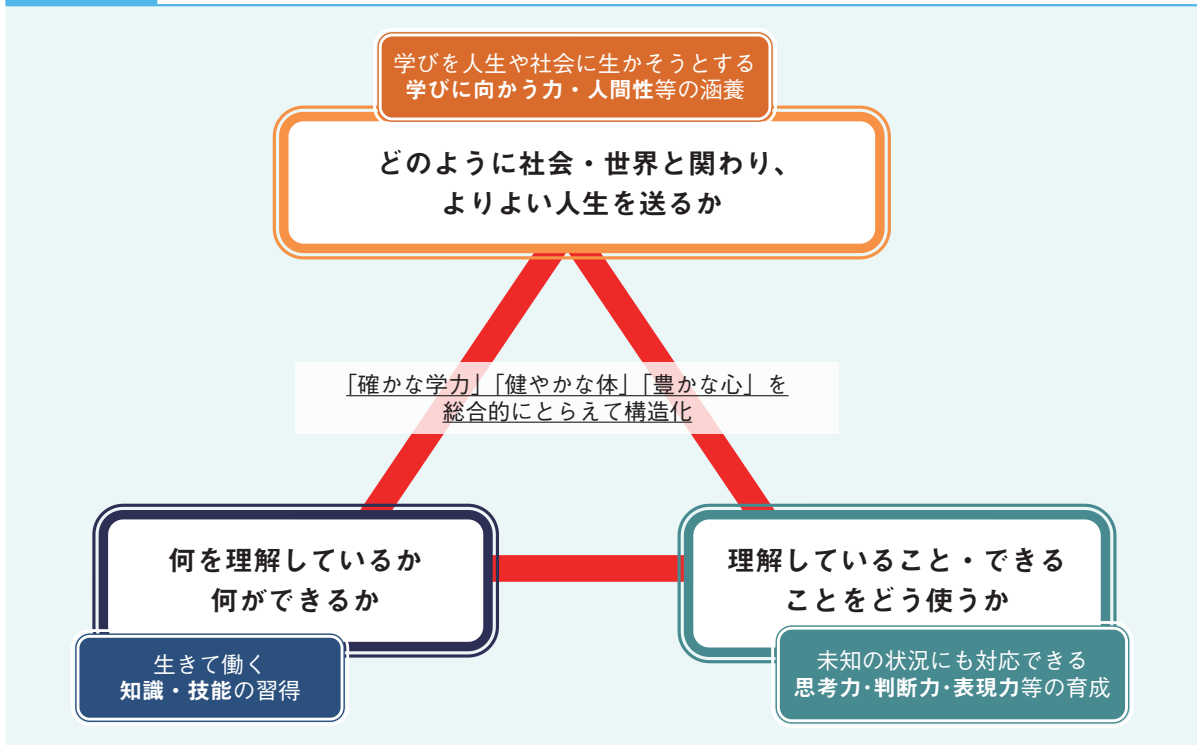 学びを人生や社会に生かそうとする
学びに向かう力・人間性等の涵養
どのように社会・世界と関わり、
よりよい人生を送るか
「確かな学力」「健やかな体」「豊かな心」を
総合的にとらえて構造化
何を理解しているか
何ができるか
生きて働く
知識・技能の習得
理解していること・できる
ことをどう使うか
未知の状況にも対応できる
思考力・判断力・表現力等の育成